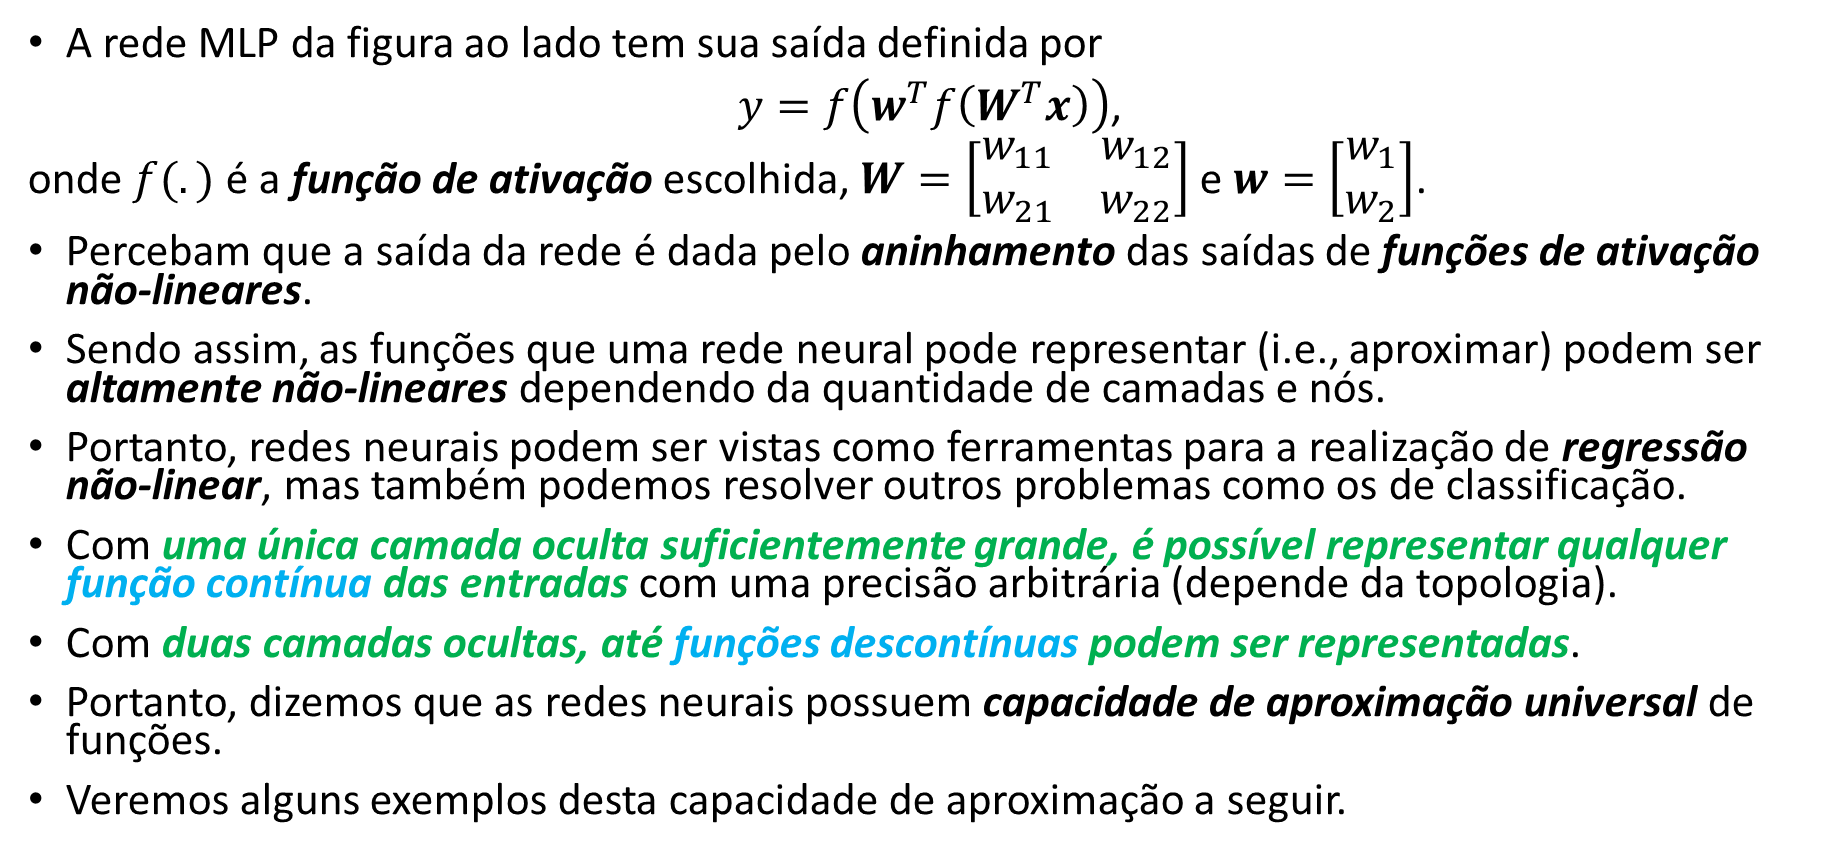 • A rede MLP da figura ao lado tem sua saída definida por
y = f(w^T f(W^T x)),
onde f(.) é a função de ativação escolhida, W = [w₁₁ w₁₂; w₂₁ w₂₂] e w = [w₁; w₂].
• Percebam que a saída da rede é dada pelo aninhamento das saídas de funções de ativação
não-lineares.
• Sendo assim, as funções que uma rede neural pode representar (i.e., aproximar) podem ser
altamente não-lineares dependendo da quantidade de camadas e nós.
• Portanto, redes neurais podem ser vistas como ferramentas para a realização de regressão
não-linear, mas também podemos resolver outros problemas como os de classificação.
• Com uma única camada oculta suficientemente grande, é possível representar qualquer
função contínua das entradas com uma precisão arbitrária (depende da topologia).
• Com duas camadas ocultas, até funções descontínuas podem ser representadas.
• Portanto, dizemos que as redes neurais possuem capacidade de aproximação universal de
funções.
• Veremos alguns exemplos desta capacidade de aproximação a seguir.